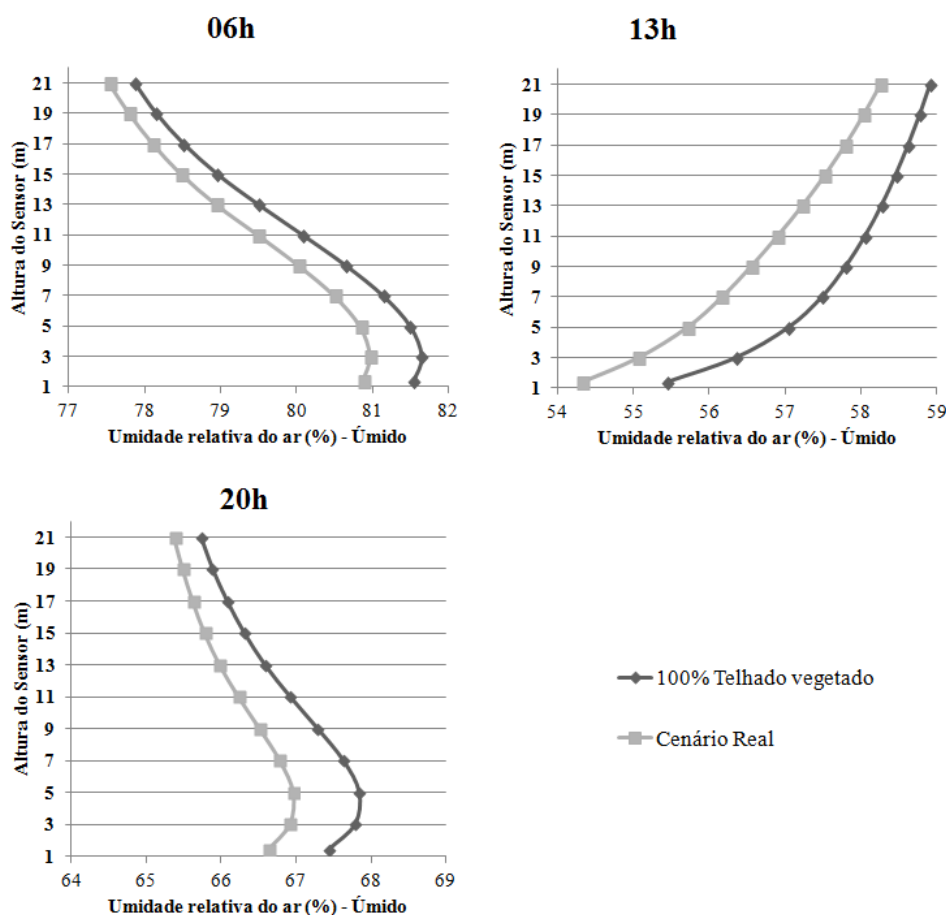 06h
Altura do Sensor (m)
21
19
17
15
13
11
9
7
5
3
1
77 78 79 80 81 82
Umidade relativa do ar (%) - Úmido
13h
Altura do Sensor (m)
21
19
17
15
13
11
9
7
5
3
1
54 55 56 57 58 59
Umidade relativa do ar (%) - Úmido
20h
Altura do Sensor (m)
21
19
17
15
13
11
9
7
5
3
1
64 65 66 67 68 69
Umidade relativa do ar (%) - Úmido
100% Telhado vegetado
Cenário Real